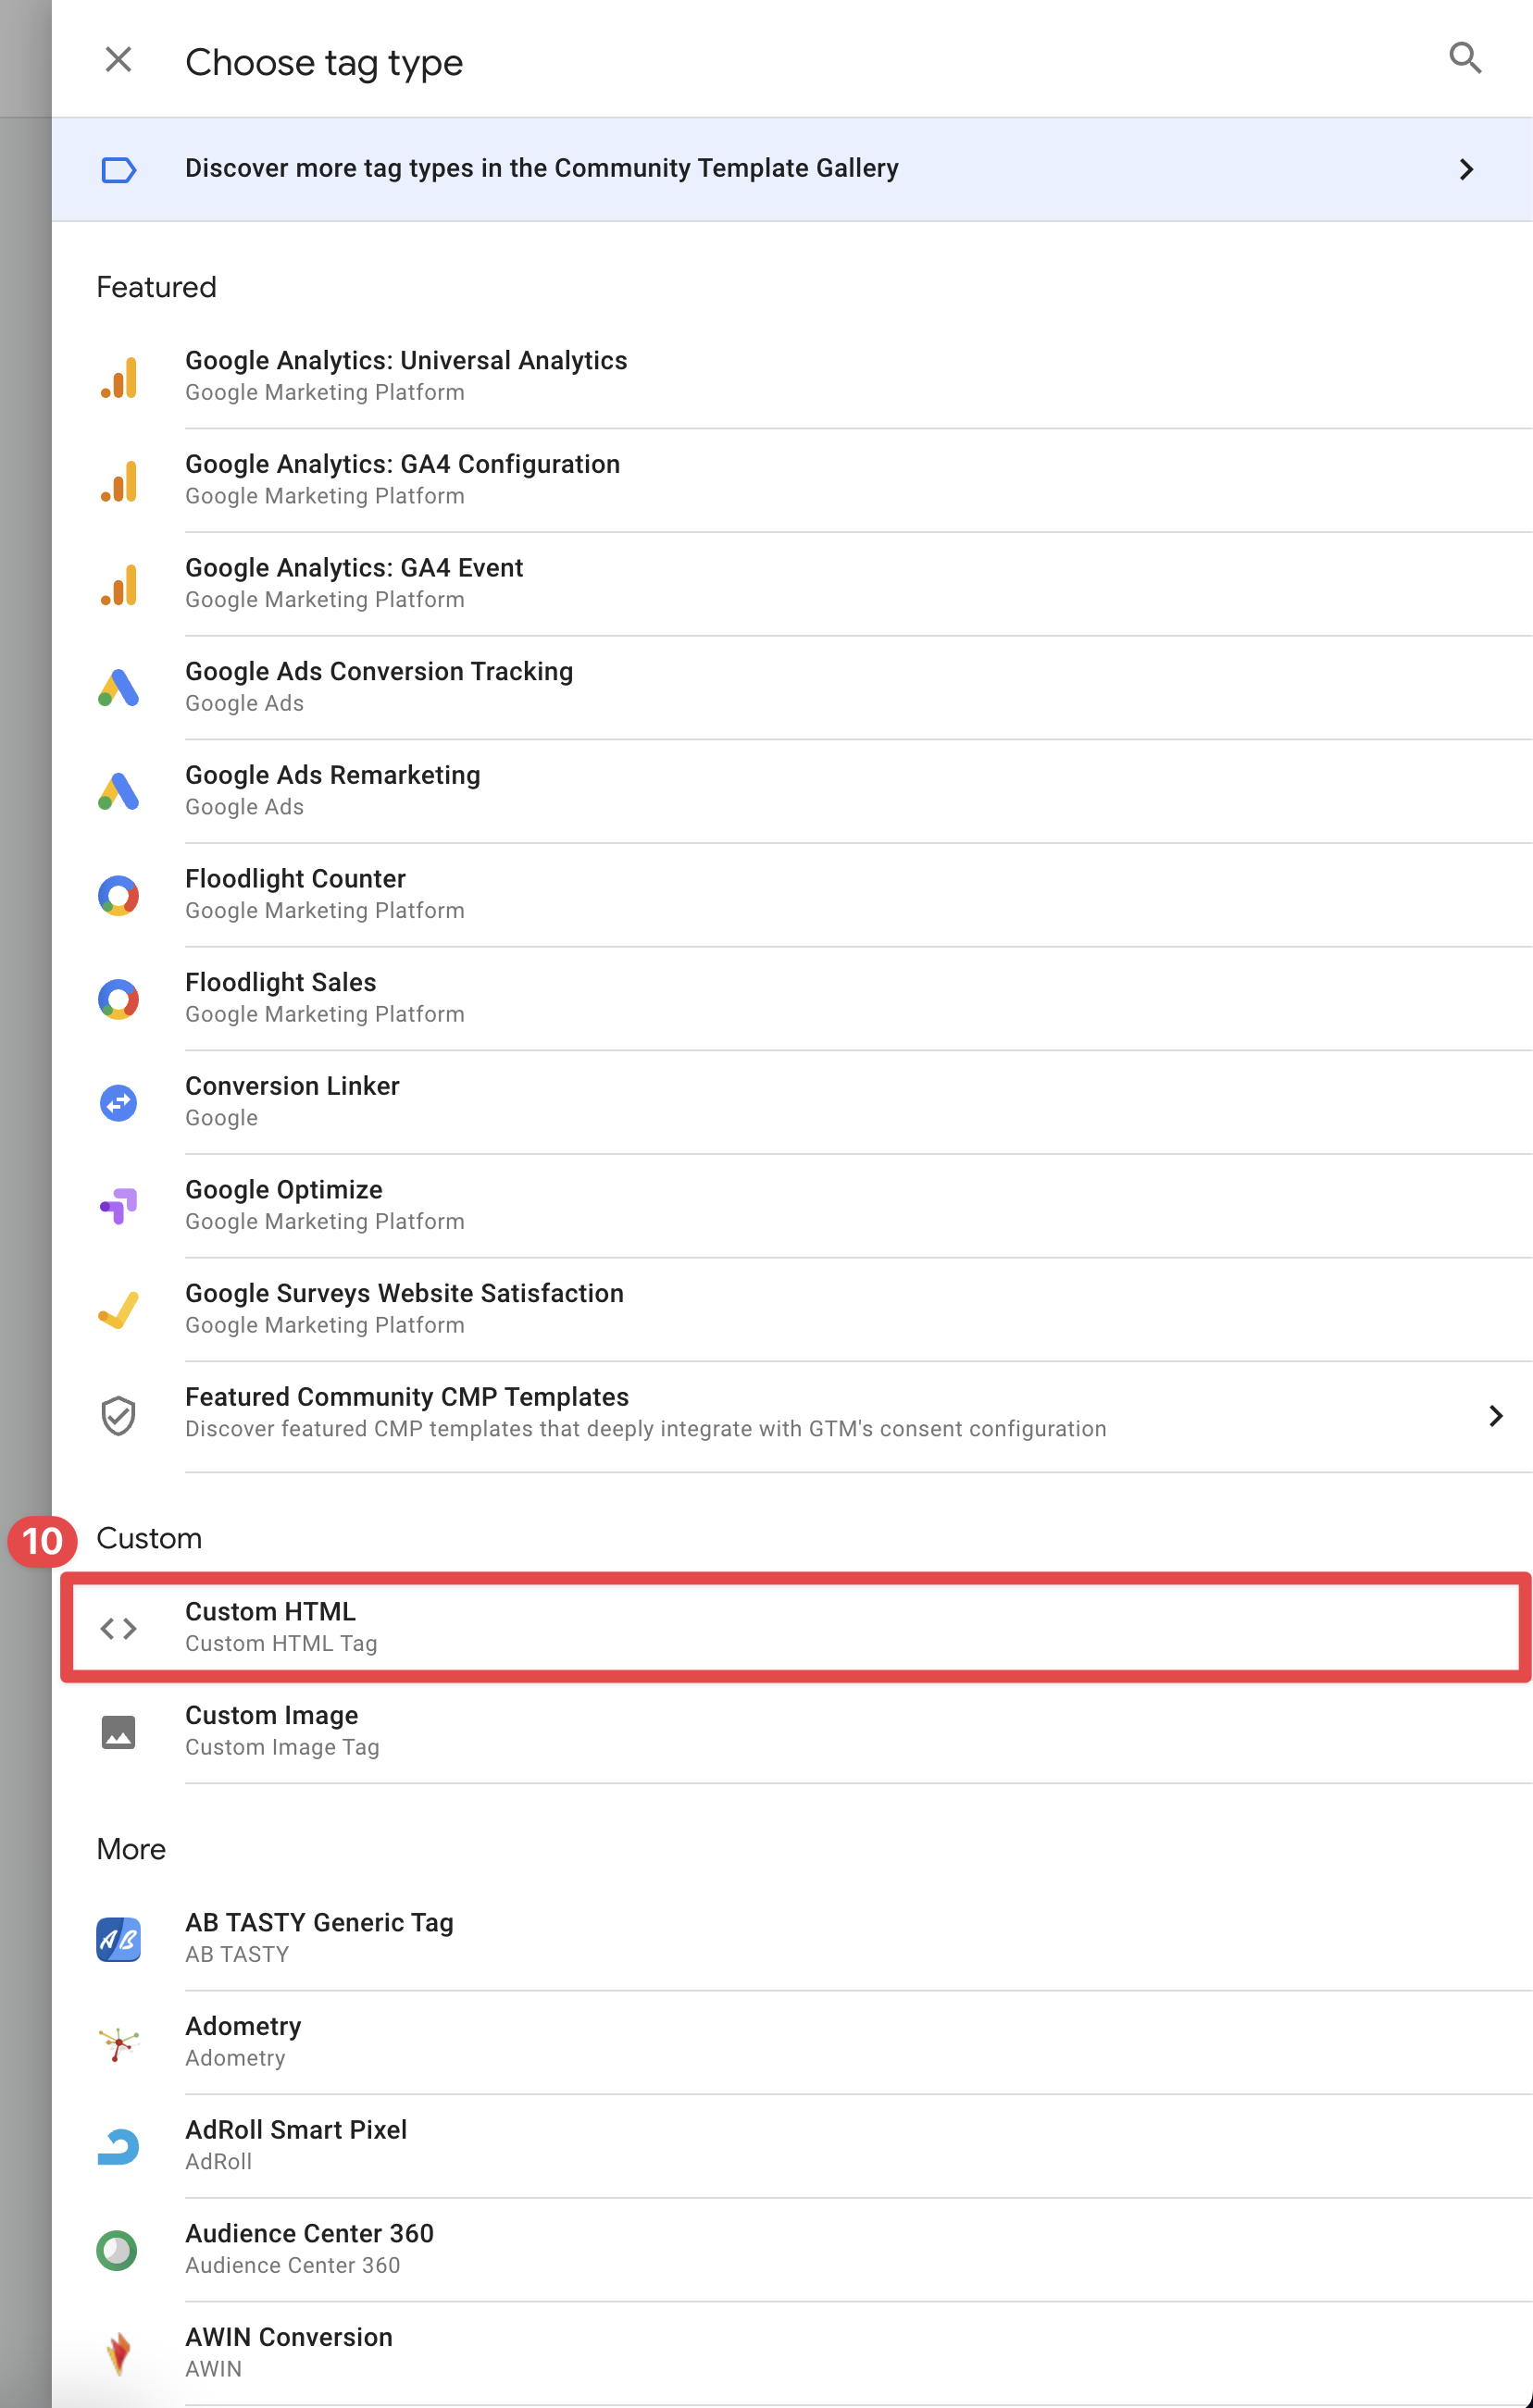 Choose tag type
Discover more tag types in the Community Template Gallery
Featured
Google Analytics: Universal Analytics
Google Marketing Platform
Google Analytics: GA4 Configuration
Google Marketing Platform
Google Analytics: GA4 Event
Google Marketing Platform
Google Ads Conversion Tracking
Google Ads
Google Ads Remarketing
Google Ads
Floodlight Counter
Google Marketing Platform
Floodlight Sales
Google Marketing Platform
Conversion Linker
Google
Google Optimize
Google Marketing Platform
Google Surveys Website Satisfaction
Google Marketing Platform
Featured Community CMP Templates
Discover featured CMP templates that deeply integrate with GTM's consent configuration
10 Custom
Custom HTML
Custom HTML Tag
Custom Image
Custom Image Tag
More
AB TASTY Generic Tag
AB TASTY
Adometry
Adometry
AdRoll Smart Pixel
AdRoll
Audience Center 360
Audience Center 360
AWIN Conversion
AWIN